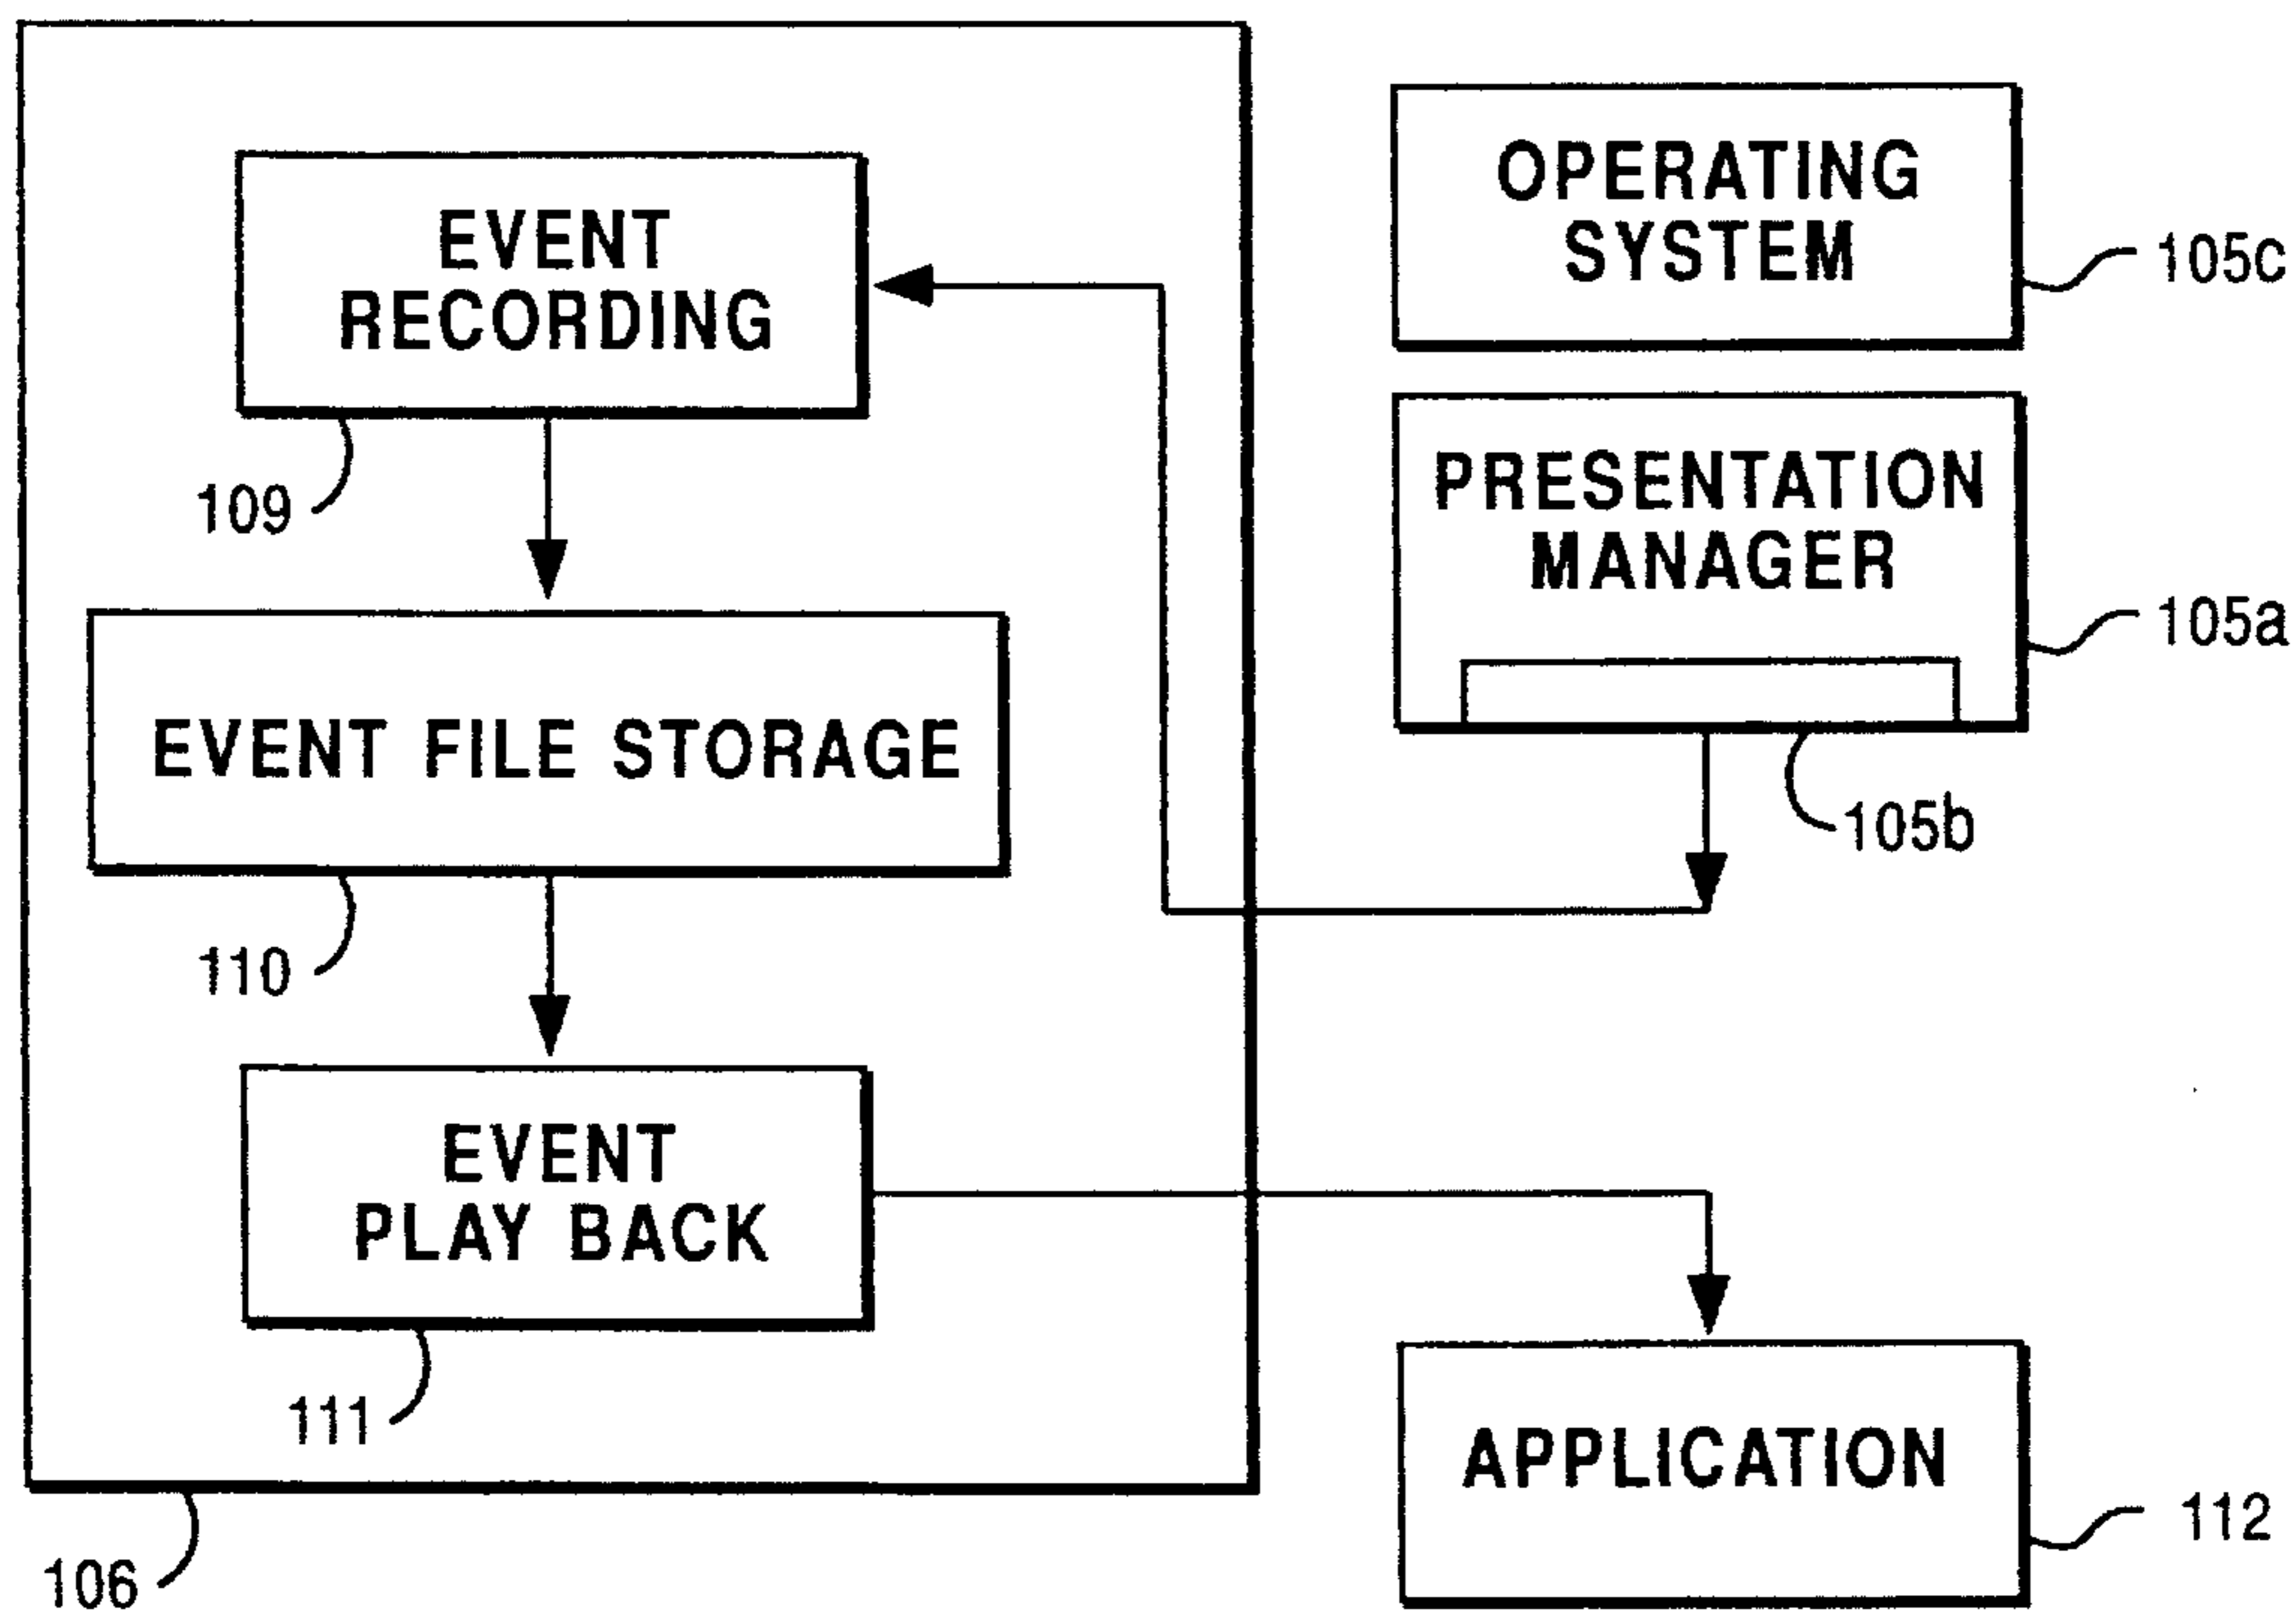 EVENT
RECORDING
109
EVENT FILE STORAGE
110
EVENT
PLAY BACK
111
106
OPERATING
SYSTEM
105c
PRESENTATION
MANAGER
105a
105b
APPLICATION
112